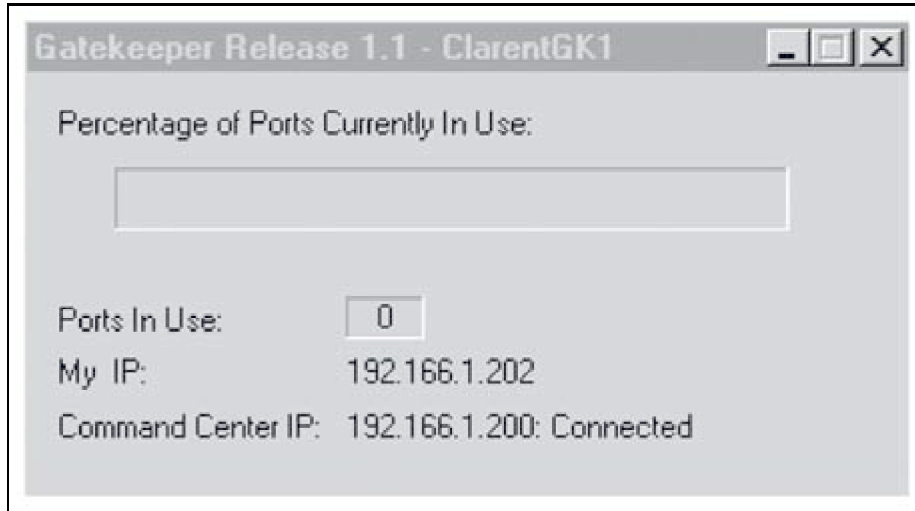 Gatekeeper Release 1.1 - ClarentGK1
Percentage of Ports Currently In Use:
Ports In Use: 0
My IP: 192.166.1.202
Command Center IP: 192.166.1.200: Connected